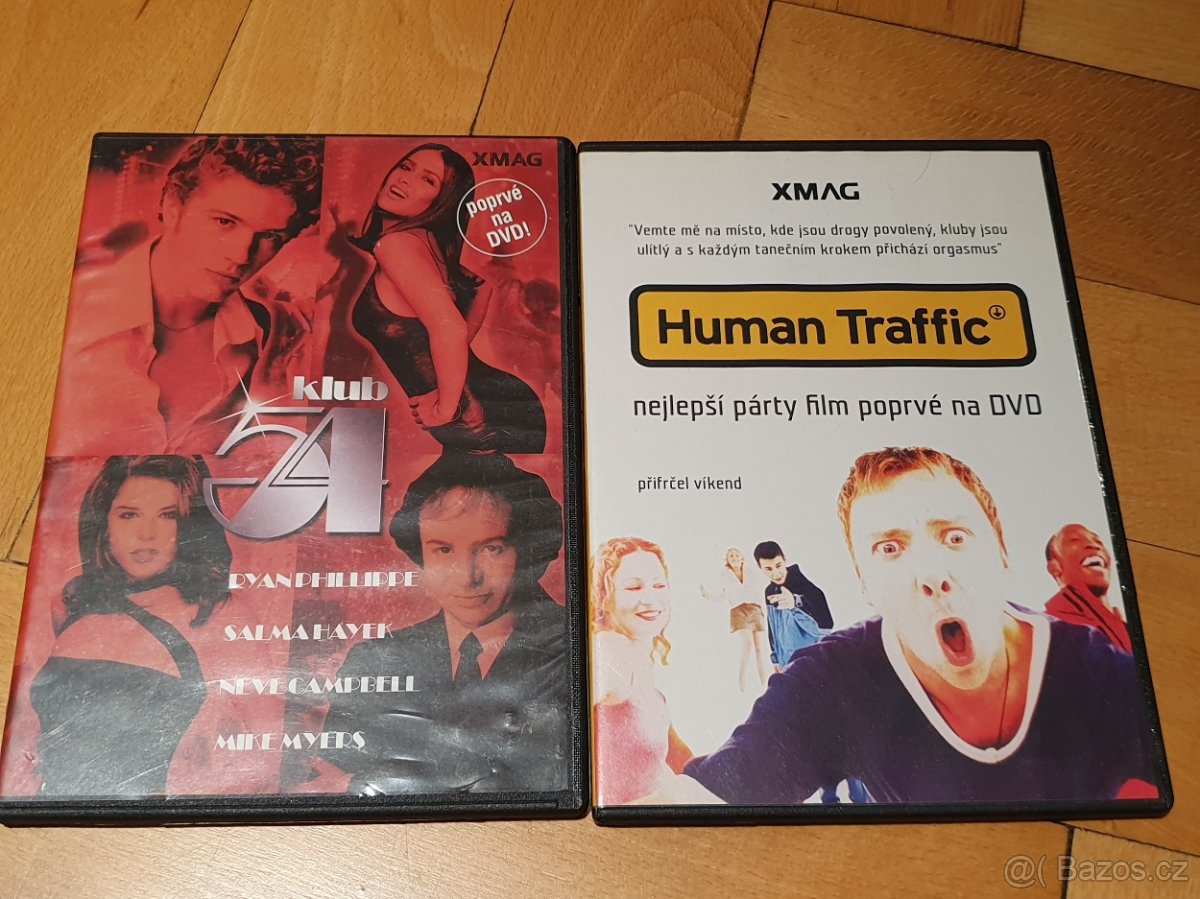 XMAG
poprvé
na
DVD!
klub
54
RYAN PHILLIPPE
SALMA HAYEK
NEVE CAMPBELL
MIKE MYERS
XMAG
"Vemte mě na místo, kde jsou drogy povolený, kluby jsou
ulítlý a s každým tanečním krokem přichází orgasmus"
Human Traffic
nejlepší párty film poprvé na DVD
přifrčel víkend
Bazos.cz